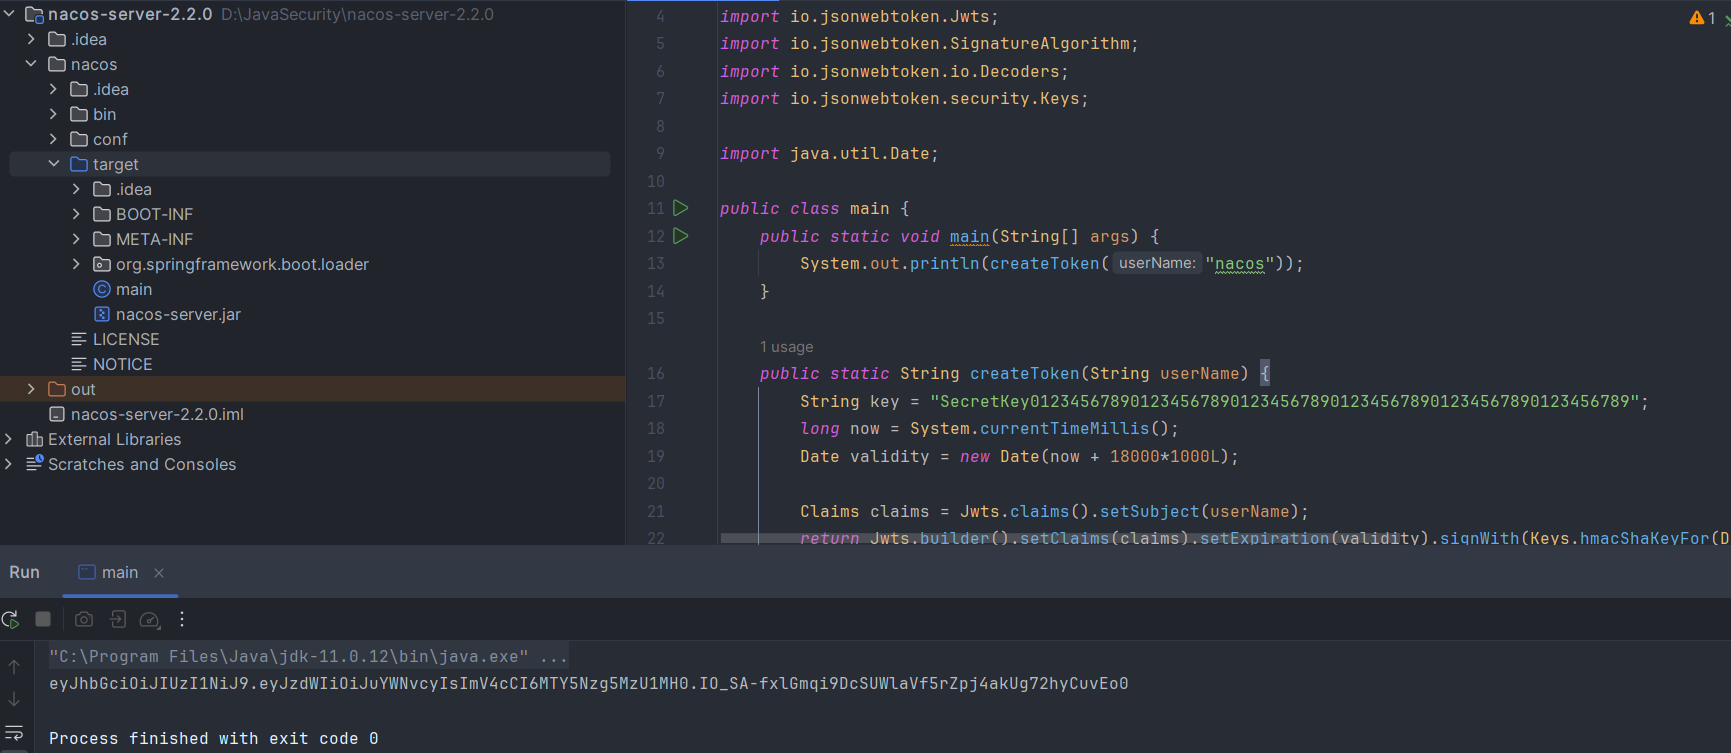 nacos-server-2.2.0 D:\JavaSecurity\nacos-server-2.2.0
.idea
nacos
.idea
bin
conf
target
.idea
BOOT-INF
META-INF
org.springframework.boot.loader
main
nacos-server.jar
LICENSE
NOTICE
out
nacos-server-2.2.0.iml
External Libraries
Scratches and Consoles
1
4 import io.jsonwebtoken.Jwts;
5 import io.jsonwebtoken.SignatureAlgorithm;
6 import io.jsonwebtoken.io.Decoders;
7 import io.jsonwebtoken.security.Keys;
8
9 import java.util.Date;
10
11 public class main {
12 public static void main(String[] args) {
13 System.out.println(createToken( userName: "nacos"));
14 }
15
1 usage
16 public static String createToken(String userName) {
17 String key = "SecretKey012345678901234567890123456789012345678901234567890123456789";
18 long now = System.currentTimeMillis();
19 Date validity = new Date(now + 18000*1000L);
20
21 Claims claims = Jwts.claims().setSubject(userName);
22 return Jwts.builder().setClaims(claims).setExpiration(validity).signWith(Keys.hmacShaKeyFor(D
Run main
"C:\Program Files\Java\jdk-11.0.12\bin\java.exe" ...
eyJhbGciOiJIUzI1NiJ9.eyJzdWIiOiJuYWNvcyIsImV4cCI6MTY5Nzg5MzU1MH0.IO_SA-fxlGmqi9DcSUWlaVf5rZpj4akUg72hyCuvEo0
Process finished with exit code 0